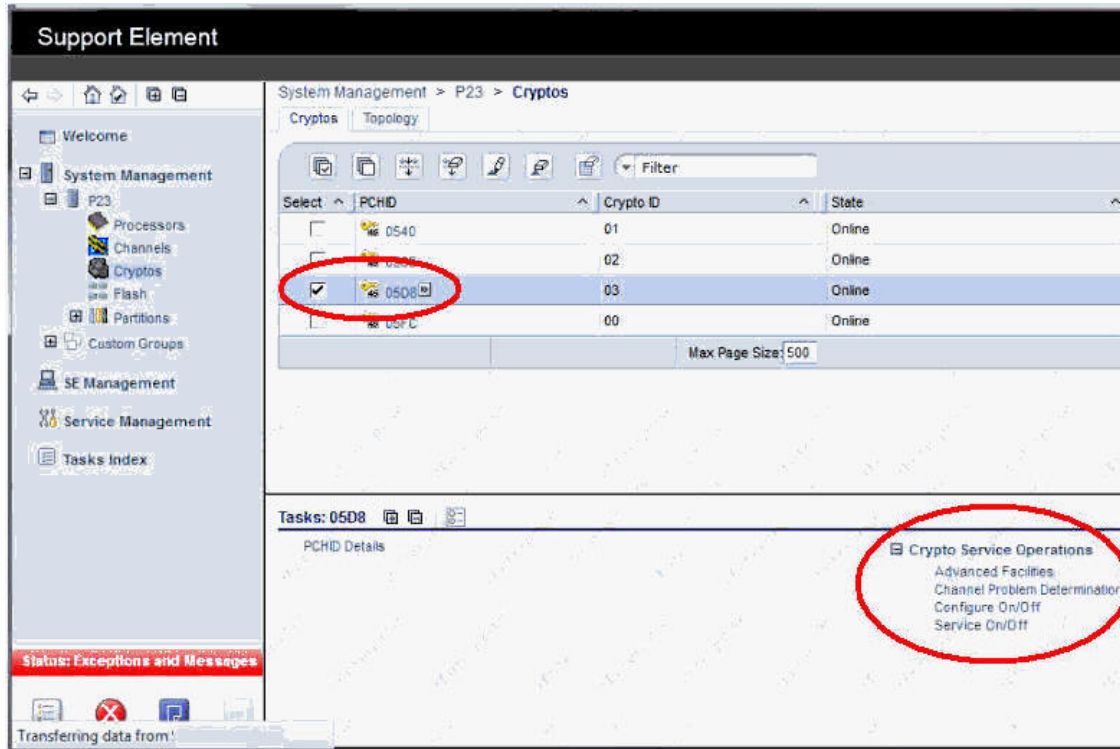 Support Element
System Management > P23 > Cryptos
Cryptos Topology
Welcome
System Management
P23
Processors
Channels
Cryptos
Flash
Partitions
Custom Groups
SE Management
Service Management
Tasks Index
Filter
Select PCHID Crypto ID State
0540 01 Online
02 Online
05D8 03 Online
05FC 00 Online
Max Page Size: 500
Tasks: 05D8
PCHID Details
Crypto Service Operations
Advanced Facilities
Channel Problem Determination
Configure On/Off
Service On/Off
Status: Exceptions and Messages
Transferring data from